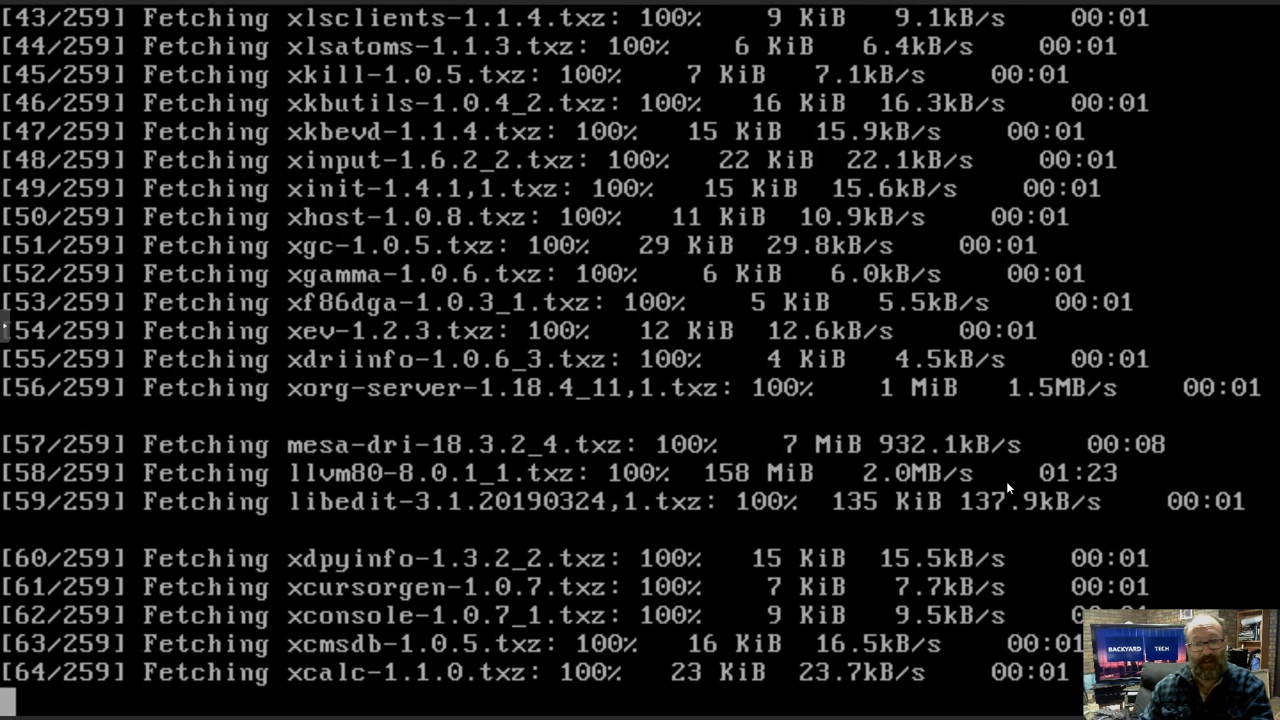 [43/259] Fetching xlsclients-1.1.4.txz: 100% 9 KiB 9.1kB/s 00:01
[44/259] Fetching xlsatoms-1.1.3.txz: 100% 6 KiB 6.4kB/s 00:01
[45/259] Fetching xkill-1.0.5.txz: 100% 7 KiB 7.1kB/s 00:01
[46/259] Fetching xkbutils-1.0.4_2.txz: 100% 16 KiB 16.3kB/s 00:01
[47/259] Fetching xkbevd-1.1.4.txz: 100% 15 KiB 15.9kB/s 00:01
[48/259] Fetching xinput-1.6.2_2.txz: 100% 22 KiB 22.1kB/s 00:01
[49/259] Fetching xinit-1.4.1,1.txz: 100% 15 KiB 15.6kB/s 00:01
[50/259] Fetching xhost-1.0.8.txz: 100% 11 KiB 10.9kB/s 00:01
[51/259] Fetching xgc-1.0.5.txz: 100% 29 KiB 29.8kB/s 00:01
[52/259] Fetching xgamma-1.0.6.txz: 100% 6 KiB 6.0kB/s 00:01
[53/259] Fetching xf86dga-1.0.3_1.txz: 100% 5 KiB 5.5kB/s 00:01
[54/259] Fetching xev-1.2.3.txz: 100% 12 KiB 12.6kB/s 00:01
[55/259] Fetching xdriinfo-1.0.6_3.txz: 100% 4 KiB 4.5kB/s 00:01
[56/259] Fetching xorg-server-1.18.4_11,1.txz: 100% 1 MiB 1.5MB/s 00:01
[57/259] Fetching mesa-dri-18.3.2_4.txz: 100% 7 MiB 932.1kB/s 00:08
[58/259] Fetching llvm80-8.0.1_1.txz: 100% 158 MiB 2.0MB/s 01:23
[59/259] Fetching libedit-3.1.20190324,1.txz: 100% 135 KiB 137.9kB/s 00:01
[60/259] Fetching xdpyinfo-1.3.2_2.txz: 100% 15 KiB 15.5kB/s 00:01
[61/259] Fetching xcursorgen-1.0.7.txz: 100% 7 KiB 7.7kB/s 00:01
[62/259] Fetching xconsole-1.0.7_1.txz: 100% 9 KiB 9.5kB/s 00:01
[63/259] Fetching xcmsdb-1.0.5.txz: 100% 16 KiB 16.5kB/s 00:01
[64/259] Fetching xcalc-1.1.0.txz: 100% 23 KiB 23.7kB/s 00:01
BACKYARD TECH